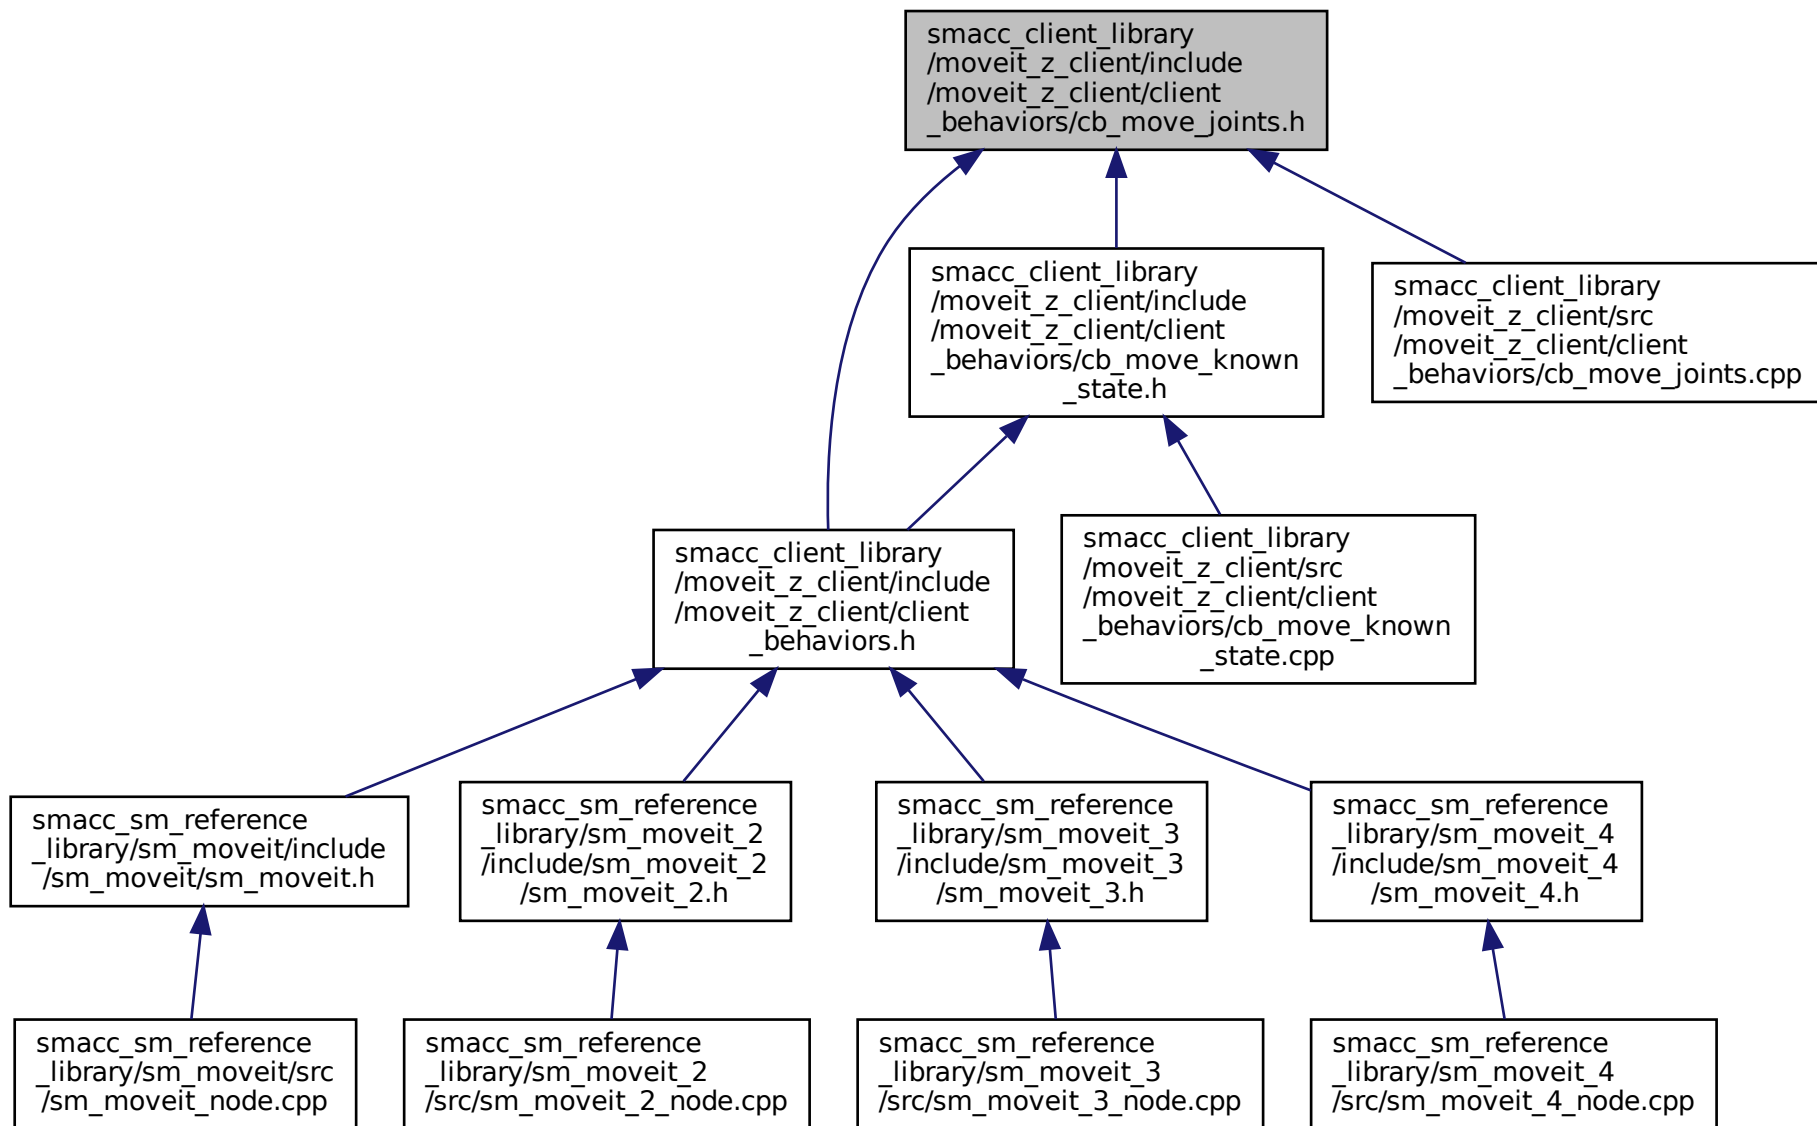 smacc_client_library
/moveit_z_client/include
/moveit_z_client/client
_behaviors/cb_move_joints.h
smacc_client_library
/moveit_z_client/include
/moveit_z_client/client
_behaviors/cb_move_known
_state.h
smacc_client_library
/moveit_z_client/src
/moveit_z_client/client
_behaviors/cb_move_joints.cpp
smacc_client_library
/moveit_z_client/include
/moveit_z_client/client
_behaviors.h
smacc_client_library
/moveit_z_client/src
/moveit_z_client/client
_behaviors/cb_move_known
_state.cpp
smacc_sm_reference
_library/sm_moveit/include
/sm_moveit/sm_moveit.h
smacc_sm_reference
_library/sm_moveit_2
/include/sm_moveit_2
/sm_moveit_2.h
smacc_sm_reference
_library/sm_moveit_3
/include/sm_moveit_3
/sm_moveit_3.h
smacc_sm_reference
_library/sm_moveit_4
/include/sm_moveit_4
/sm_moveit_4.h
smacc_sm_reference
_library/sm_moveit/src
/sm_moveit_node.cpp
smacc_sm_reference
_library/sm_moveit_2
/src/sm_moveit_2_node.cpp
smacc_sm_reference
_library/sm_moveit_3
/src/sm_moveit_3_node.cpp
smacc_sm_reference
_library/sm_moveit_4
/src/sm_moveit_4_node.cpp